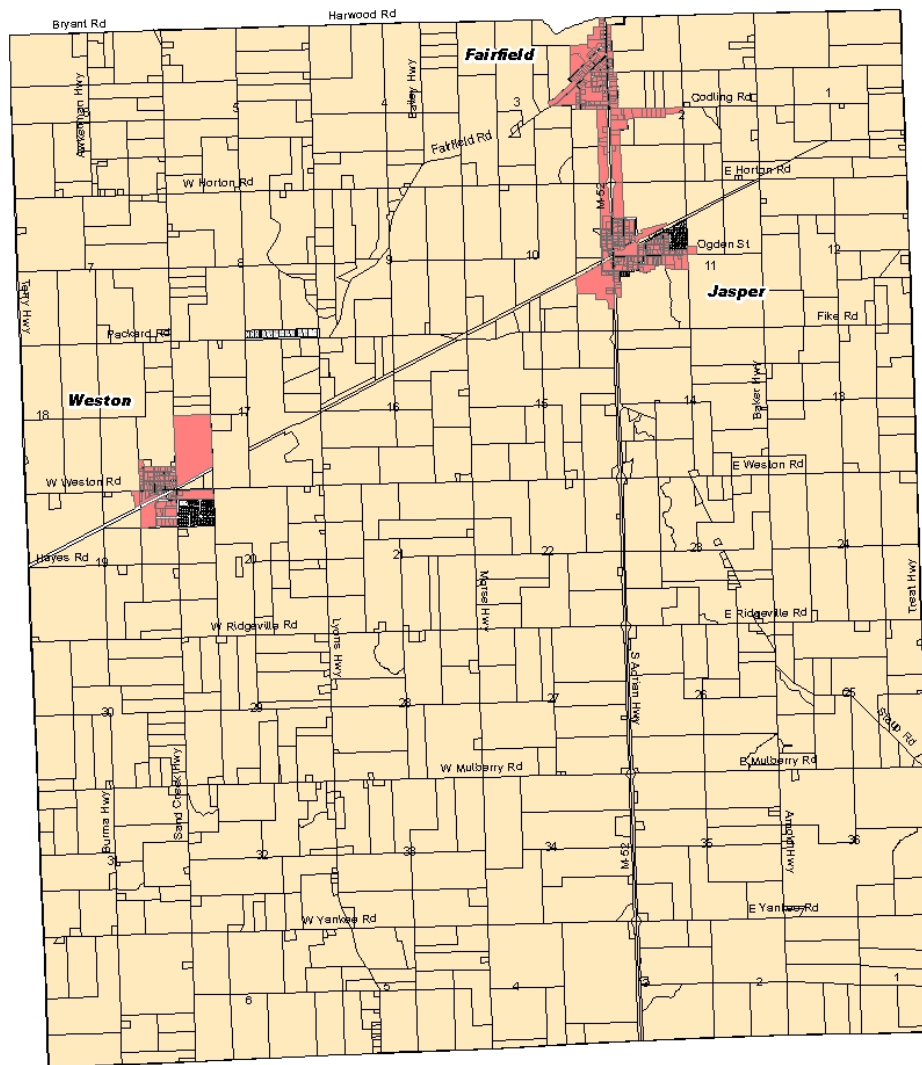 Bryant Rd
Harwood Rd
Fairfield
Bailey Hwy
6
5
4
3
2
1
Codling Rd
Fairfield Rd
W Horton Rd
E Horton Rd
M-52
Ogden St
7
8
9
10
11
12
Jasper
Terry Hwy
Packard Rd
Fike Rd
Weston
Baker Hwy
18
17
16
15
14
13
W Weston Rd
E Weston Rd
Hayes Rd
19
20
21
22
23
24
Treat Hwy
Morse Hwy
W Ridgeville Rd
E Ridgeville Rd
Lyons Hwy
S Adrian Hwy
30
29
28
27
26
25
Staup Rd
W Mulberry Rd
E Mulberry Rd
Sand Creek Hwy
Burma Hwy
Arnold Hwy
31
32
33
34
M-52
35
36
W Yankee Rd
E Yankee Rd
6
5
4
3
2
1